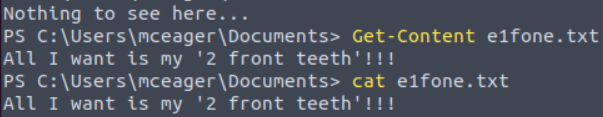 Nothing to see here...
PS C:\Users\mceager\Documents> Get-Content e1fone.txt
All I want is my '2 front teeth'!!!
PS C:\Users\mceager\Documents> cat e1fone.txt
All I want is my '2 front teeth'!!!